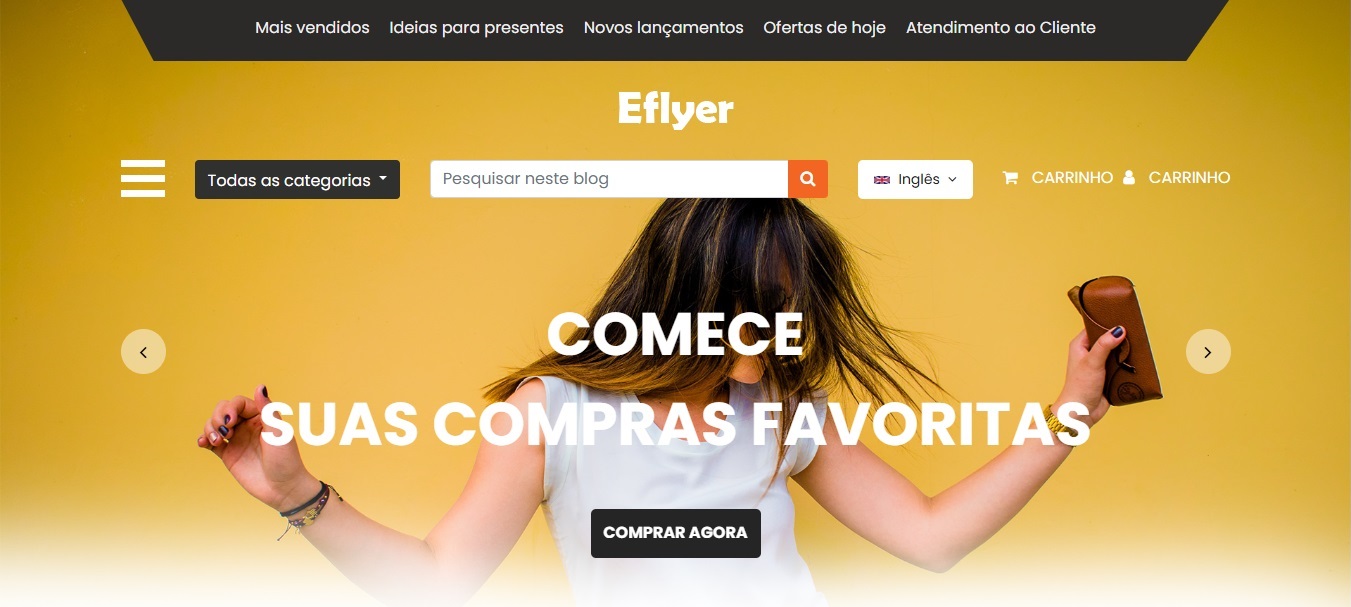 Mais vendidos Ideias para presentes Novos lançamentos Ofertas de hoje Atendimento ao Cliente
Eflyer
Todas as categorias Pesquisar neste blog Inglês CARRINHO CARRINHO
COMECE
SUAS COMPRAS FAVORITAS
COMPRAR AGORA